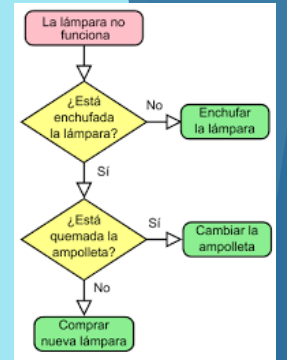 La lámpara no
funciona
¿Está
enchufada
la lámpara?
No
Enchufar
la lámpara
Sí
¿Está
quemada la
ampolleta?
Sí
Cambiar la
ampolleta
No
Comprar
nueva lámpara